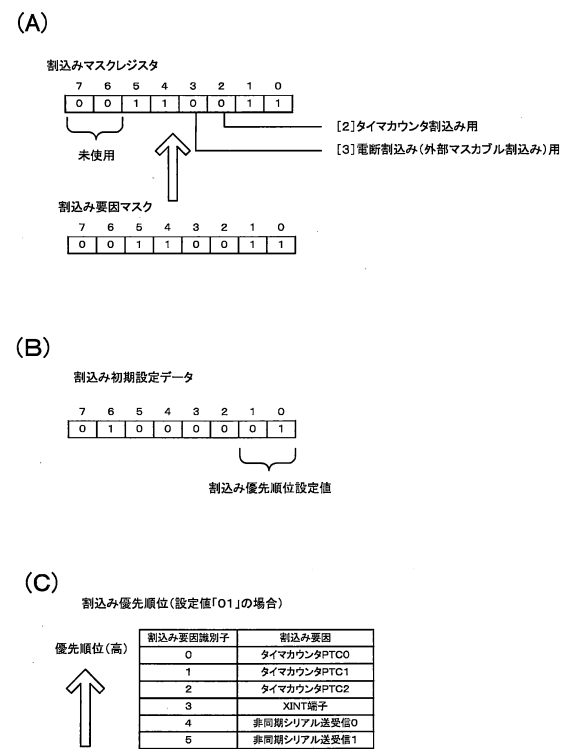 (A)
割込みマスクレジスタ
7 6 5 4 3 2 1 0
0 0 1 1 0 0 1 1
[2]タイマカウンタ割込み用
[3]電断割込み(外部マスカブル割込み)用
未使用
割込み要因マスク
7 6 5 4 3 2 1 0
0 0 1 1 0 0 1 1
(B)
割込み初期設定データ
7 6 5 4 3 2 1 0
0 1 0 0 0 0 0 1
割込み優先順位設定値
(C)
割込み優先順位(設定値「01」の場合)
優先順位(高)
割込み要因識別子 割込み要因
0 タイマカウンタPTC0
1 タイマカウンタPTC1
2 タイマカウンタPTC2
3 XINT端子
4 非同期シリアル送受信0
5 非同期シリアル送受信1